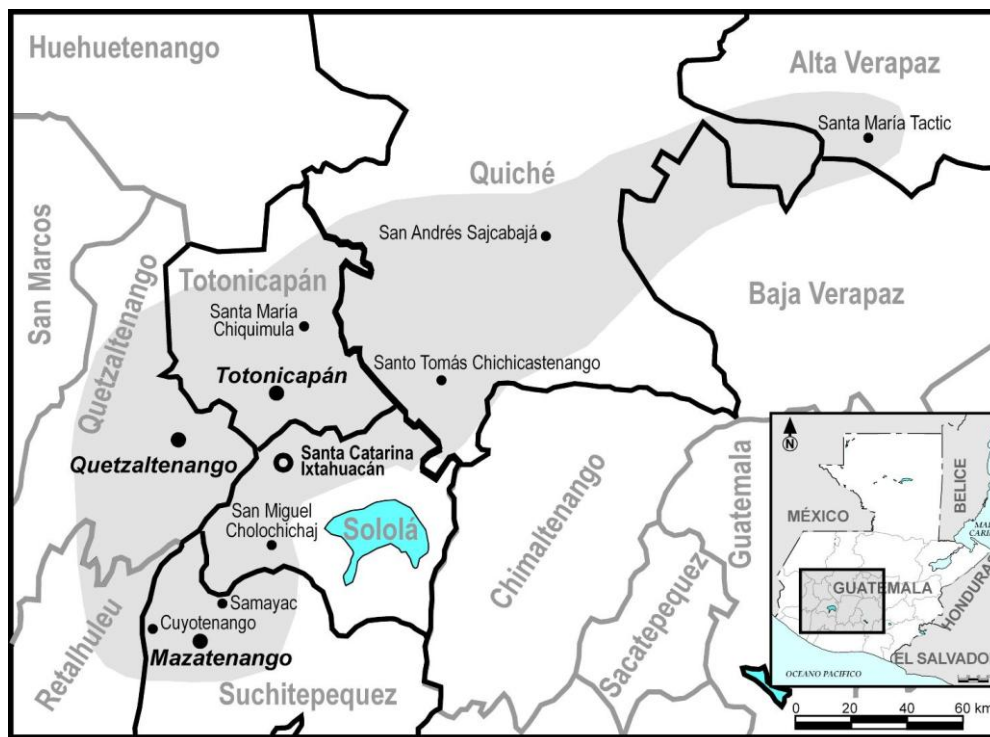 Huehuetenango
Alta Verapaz
Santa María Tactic
Quiché
San Marcos
Quetzaltenango
San Andrés Sajcabajá
Totonicapán
Baja Verapaz
Santa María
Chiquimula
Santo Tomás Chichicastenango
Totonicapán
Quetzaltenango
Santa Catarina
Ixtahuacán
San Miguel
Cholochichaj
Sololá
Chimaltenango
Guatemala
Sacatepequez
Retalhuleu
Samayac
Cuyotenango
Mazatenango
Suchitepequez
N
BELICE
MÉXICO
GUATEMALA
HONDURAS
EL SALVADOR
OCEANO PACIFICO
0 20 40 60 km